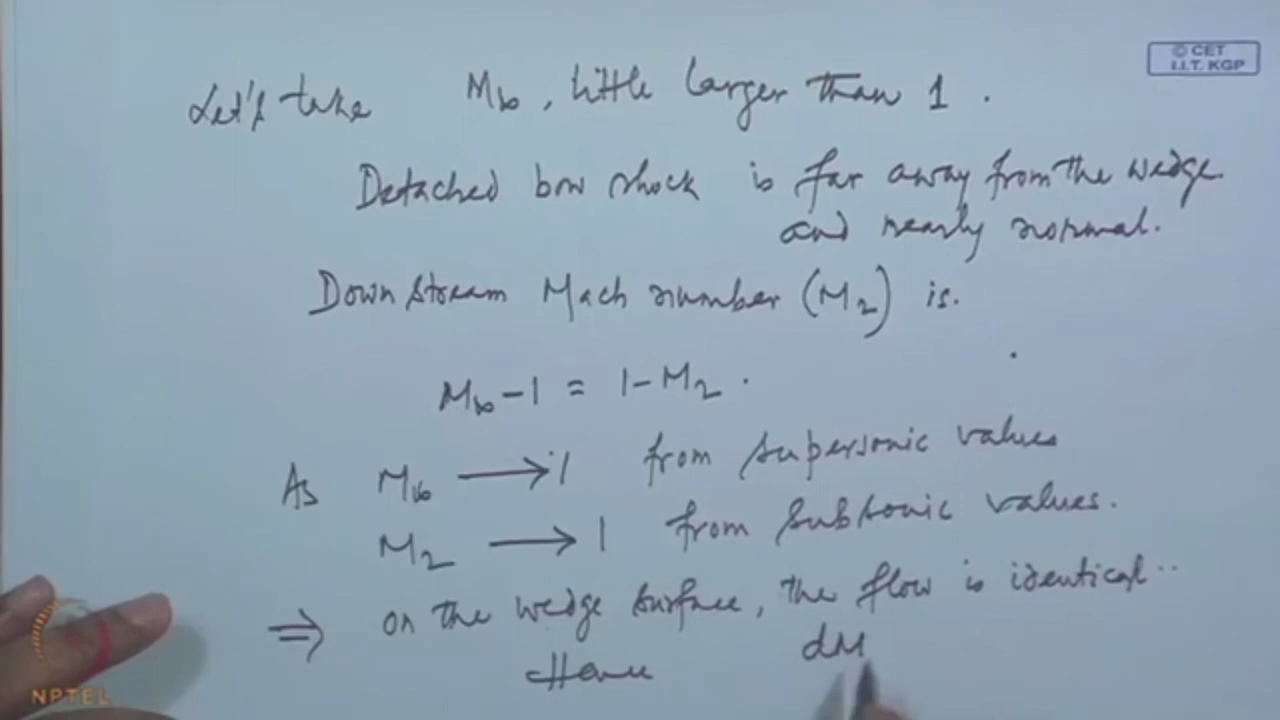 © CET
I.I.T. KGP
Let's take M∞, little larger than 1.
Detached bow shock is far away from the wedge
and nearly normal.
Down stream Mach number (M₂) is.
M∞-1 = 1-M₂.
As M∞ → 1 from supersonic values
M₂ → 1 from subsonic values.
⇒ on the wedge surface, the flow is identical..
Hence dM
NPTEL